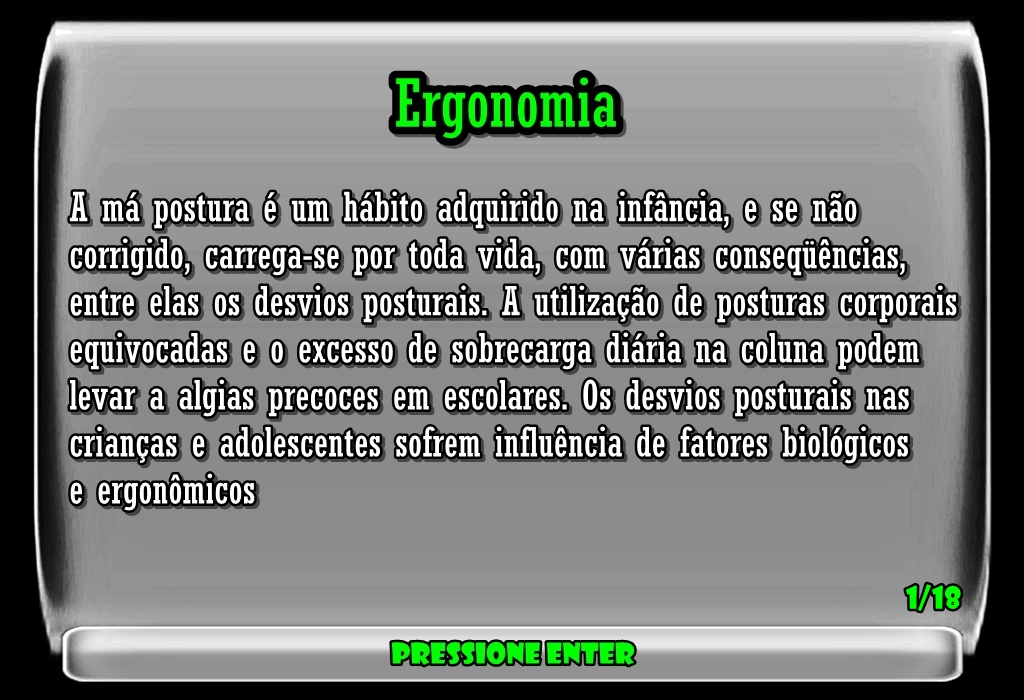 Ergonomia
A má postura é um hábito adquirido na infância, e se não
corrigido, carrega-se por toda vida, com várias conseqüências,
entre elas os desvios posturais. A utilização de posturas corporais
equivocadas e o excesso de sobrecarga diária na coluna podem
levar a algias precoces em escolares. Os desvios posturais nas
crianças e adolescentes sofrem influência de fatores biológicos
e ergonômicos
1/18
PRESSIONE ENTER